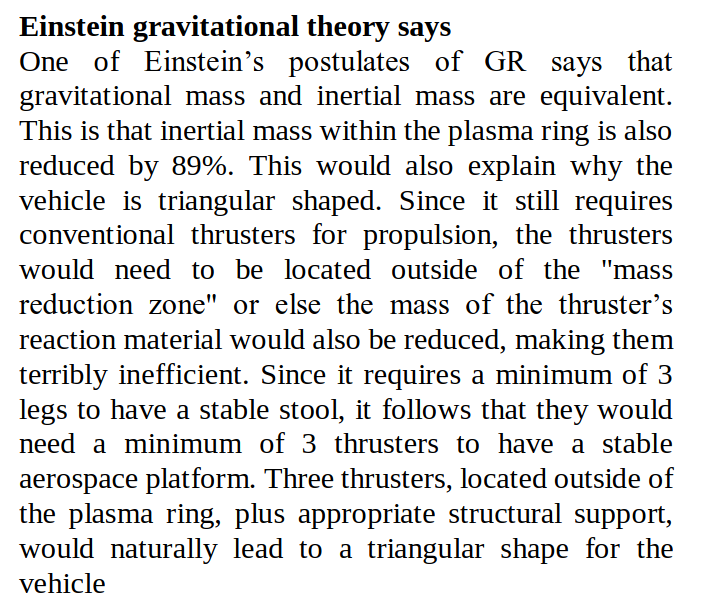 Einstein gravitational theory says
One of Einstein’s postulates of GR says that
gravitational mass and inertial mass are equivalent.
This is that inertial mass within the plasma ring is also
reduced by 89%. This would also explain why the
vehicle is triangular shaped. Since it still requires
conventional thrusters for propulsion, the thrusters
would need to be located outside of the "mass
reduction zone" or else the mass of the thruster’s
reaction material would also be reduced, making them
terribly inefficient. Since it requires a minimum of 3
legs to have a stable stool, it follows that they would
need a minimum of 3 thrusters to have a stable
aerospace platform. Three thrusters, located outside of
the plasma ring, plus appropriate structural support,
would naturally lead to a triangular shape for the
vehicle